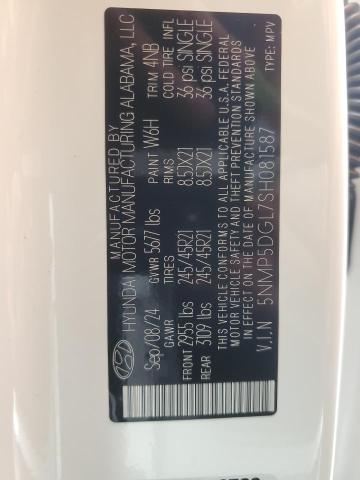 MANUFACTURED BY
HYUNDAI MOTOR MANUFACTURING ALABAMA, LLC
Sep/08/24 GVWR 5677 lbs PAINT W6H TRIM 4NB
GAWR TIRES RIMS COLD TIRE INFL
FRONT 2955 lbs 245/45R21 8.5JX21 36 psi SINGLE
REAR 3109 lbs 245/45R21 8.5JX21 36 psi SINGLE
THIS VEHICLE CONFORMS TO ALL APPLICABLE U.S.A. FEDERAL
MOTOR VEHICLE SAFETY, BUMPER, AND THEFT PREVENTION STANDARDS
IN EFFECT ON THE DATE OF MANUFACTURE SHOWN ABOVE.
V.I.N 5NMP5DGL7SH081587 TYPE: MPV